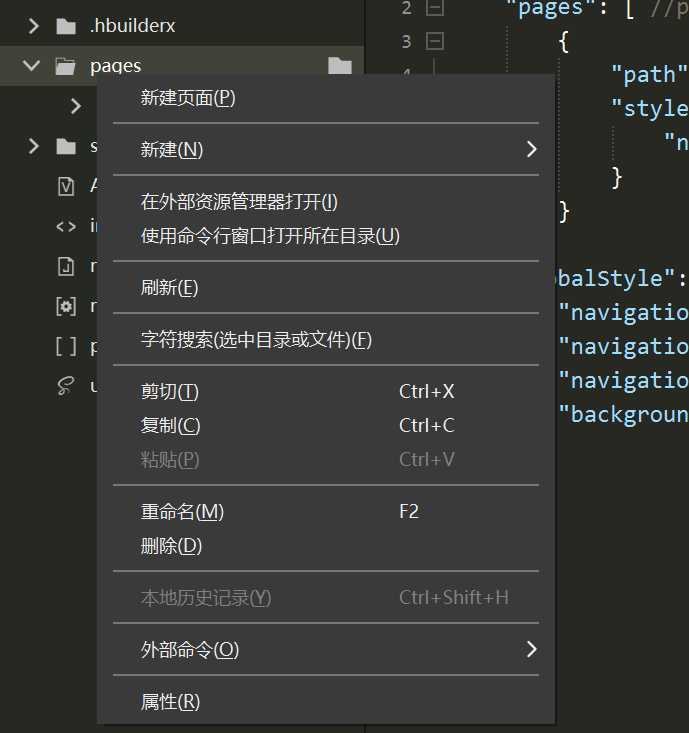 .hbuilderx
pages
新建页面(P)
新建(N)
在外部资源管理器打开(I)
使用命令行窗口打开所在目录(U)
刷新(E)
字符搜索(选中目录或文件)(F)
剪切(T) Ctrl+X
复制(C) Ctrl+C
粘贴(P) Ctrl+V
重命名(M) F2
删除(D)
本地历史记录(Y) Ctrl+Shift+H
外部命令(O)
属性(R)
2 "pages": [ //p
3 {
"path"
"style
"n
}
}
balStyle":
"navigatio
"navigatio
"navigatio
"backgroun